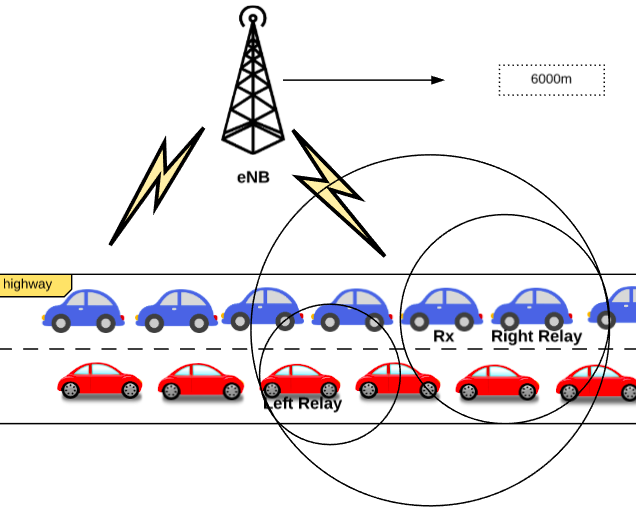 6000m
eNB
highway
Rx
Right Relay
Left Relay